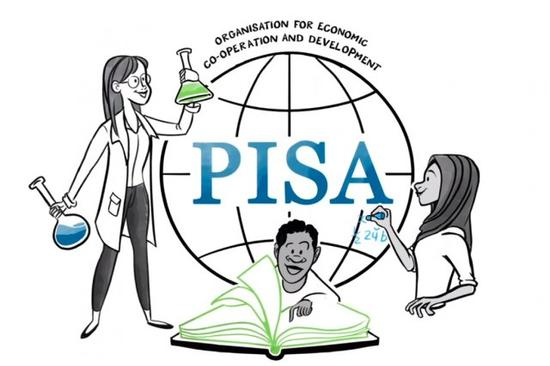 ORGANISATION FOR ECONOMIC
CO-OPERATION AND DEVELOPMENT
PISA